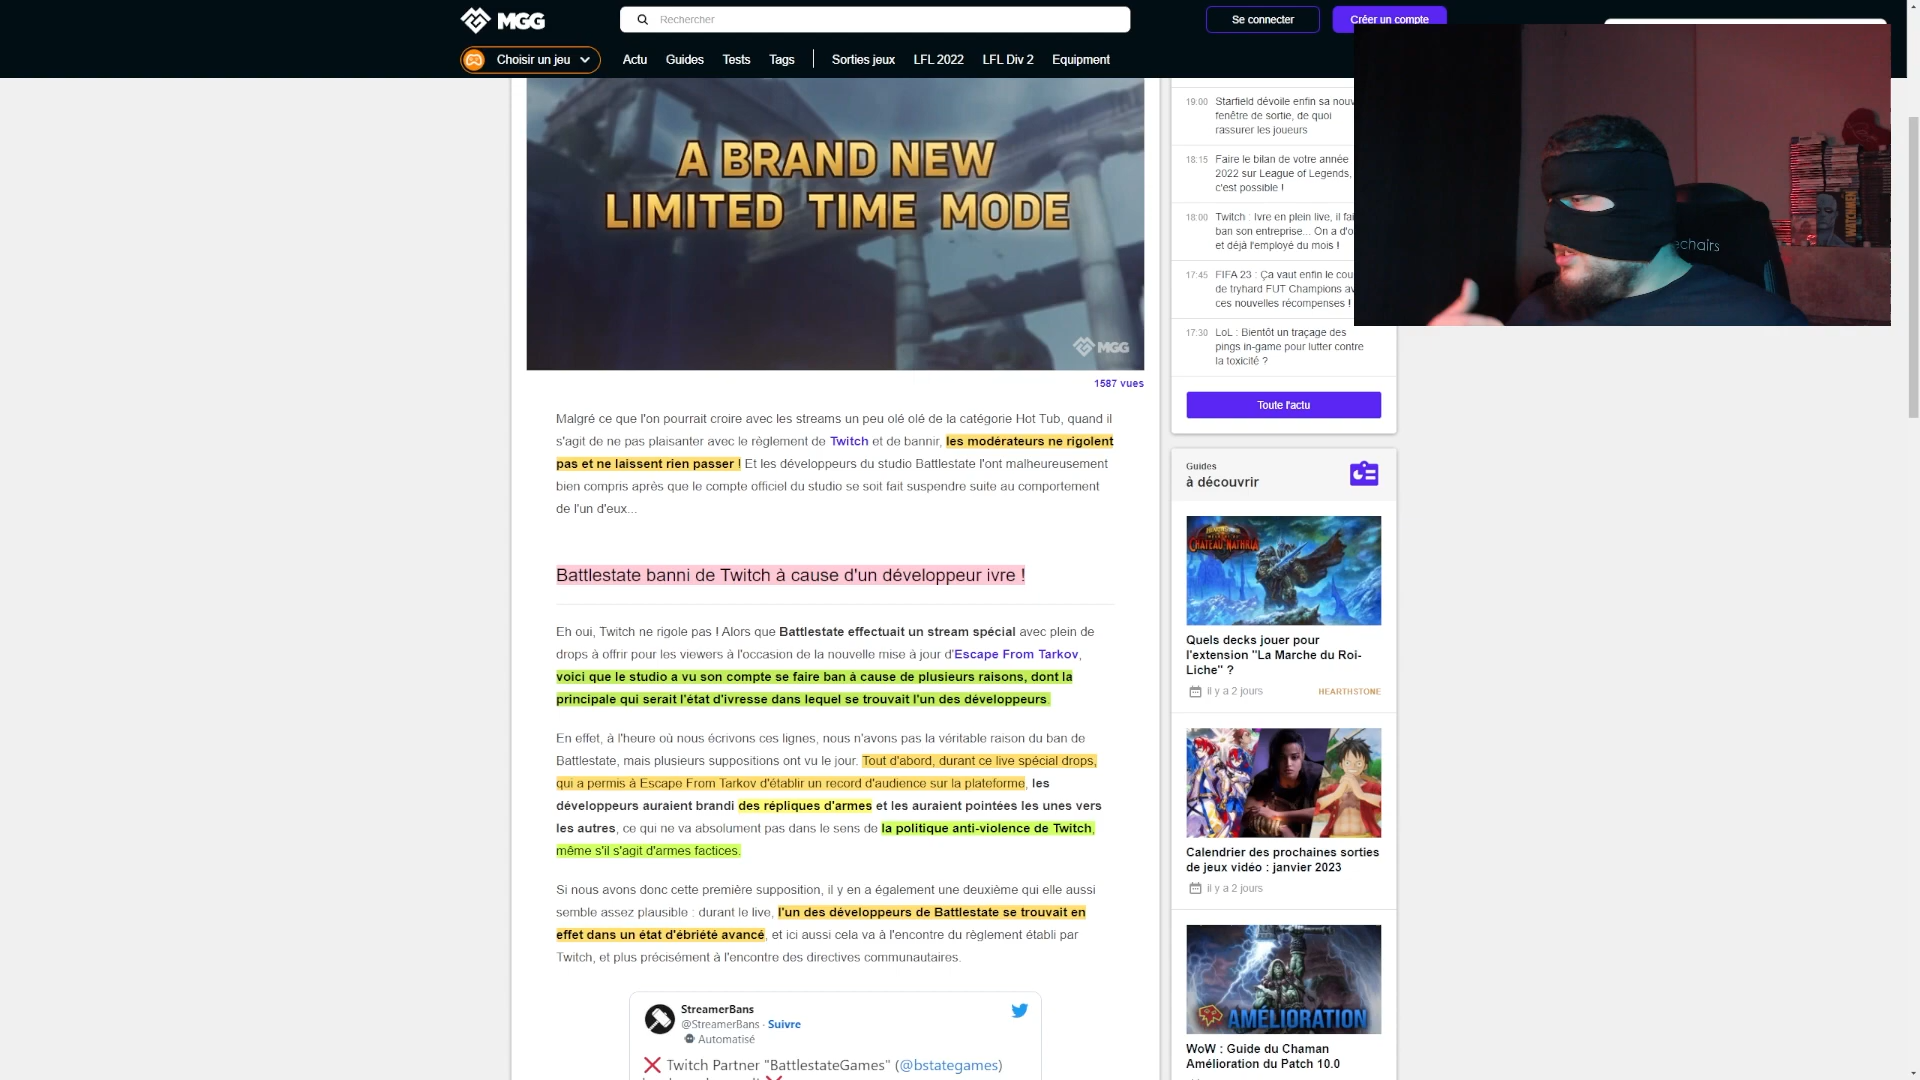 MGG
Rechercher
Se connecter
Créer un compte
Choisir un jeu
Actu
Guides
Tests
Tags
Sorties jeux
LFL 2022
LFL Div 2
Equipment
A BRAND NEW
LIMITED TIME MODE
MGG
1587 vues
Malgré ce que l'on pourrait croire avec les streams un peu olé olé de la catégorie Hot Tub, quand il
s'agit de ne pas plaisanter avec le règlement de Twitch et de bannir, les modérateurs ne rigolent
pas et ne laissent rien passer ! Et les développeurs du studio Battlestate l'ont malheureusement
bien compris après que le compte officiel du studio se soit fait suspendre suite au comportement
de l'un d'eux...
Battlestate banni de Twitch à cause d'un développeur ivre !
Eh oui, Twitch ne rigole pas ! Alors que Battlestate effectuait un stream spécial avec plein de
drops à offrir pour les viewers à l'occasion de la nouvelle mise à jour d'Escape From Tarkov,
voici que le studio a vu son compte se faire ban à cause de plusieurs raisons, dont la
principale qui serait l'état d'ivresse dans lequel se trouvait l'un des développeurs.
En effet, à l'heure où nous écrivons ces lignes, nous n'avons pas la véritable raison du ban de
Battlestate, mais plusieurs suppositions ont vu le jour. Tout d'abord, durant ce live spécial drops,
qui a permis à Escape From Tarkov d'établir un record d'audience sur la plateforme, les
développeurs auraient brandi des répliques d'armes et les auraient pointées les unes vers
les autres, ce qui ne va absolument pas dans le sens de la politique anti-violence de Twitch,
même s'il s'agit d'armes factices.
Si nous avons donc cette première supposition, il y en a également une deuxième qui elle aussi
semble assez plausible : durant le live, l'un des développeurs de Battlestate se trouvait en
effet dans un état d'ébriété avancé, et ici aussi cela va à l'encontre du règlement établi par
Twitch, et plus précisément à l'encontre des directives communautaires.
StreamerBans
@StreamerBans · Suivre
Automatisé
Twitch Partner "BattlestateGames" (@bstategames)
19:00 Starfield dévoile enfin sa
fenêtre de sortie, de quoi
rassurer les joueurs
18:15 Faire le bilan de votre année
2022 sur League of Legends,
c'est possible !
18:00 Twitch : Ivre en plein live, il
ban son entreprise... On a
et déjà l'employé du mois !
17:45 FIFA 23 : Ça vaut enfin le
de tryhard FUT Champions
ces nouvelles récompenses !
17:30 LoL : Bientôt un traçage des
pings in-game pour lutter contre
la toxicité ?
Toute l'actu
Guides
à découvrir
CHÂTEAU NATHRIA
Quels decks jouer pour
l'extension "La Marche du Roi-
Liche" ?
il y a 2 jours
HEARTHSTONE
Calendrier des prochaines sorties
de jeux vidéo : janvier 2023
il y a 2 jours
AMÉLIORATION
WoW : Guide du Chaman
Amélioration du Patch 10.0
echairs
WATCHMEN